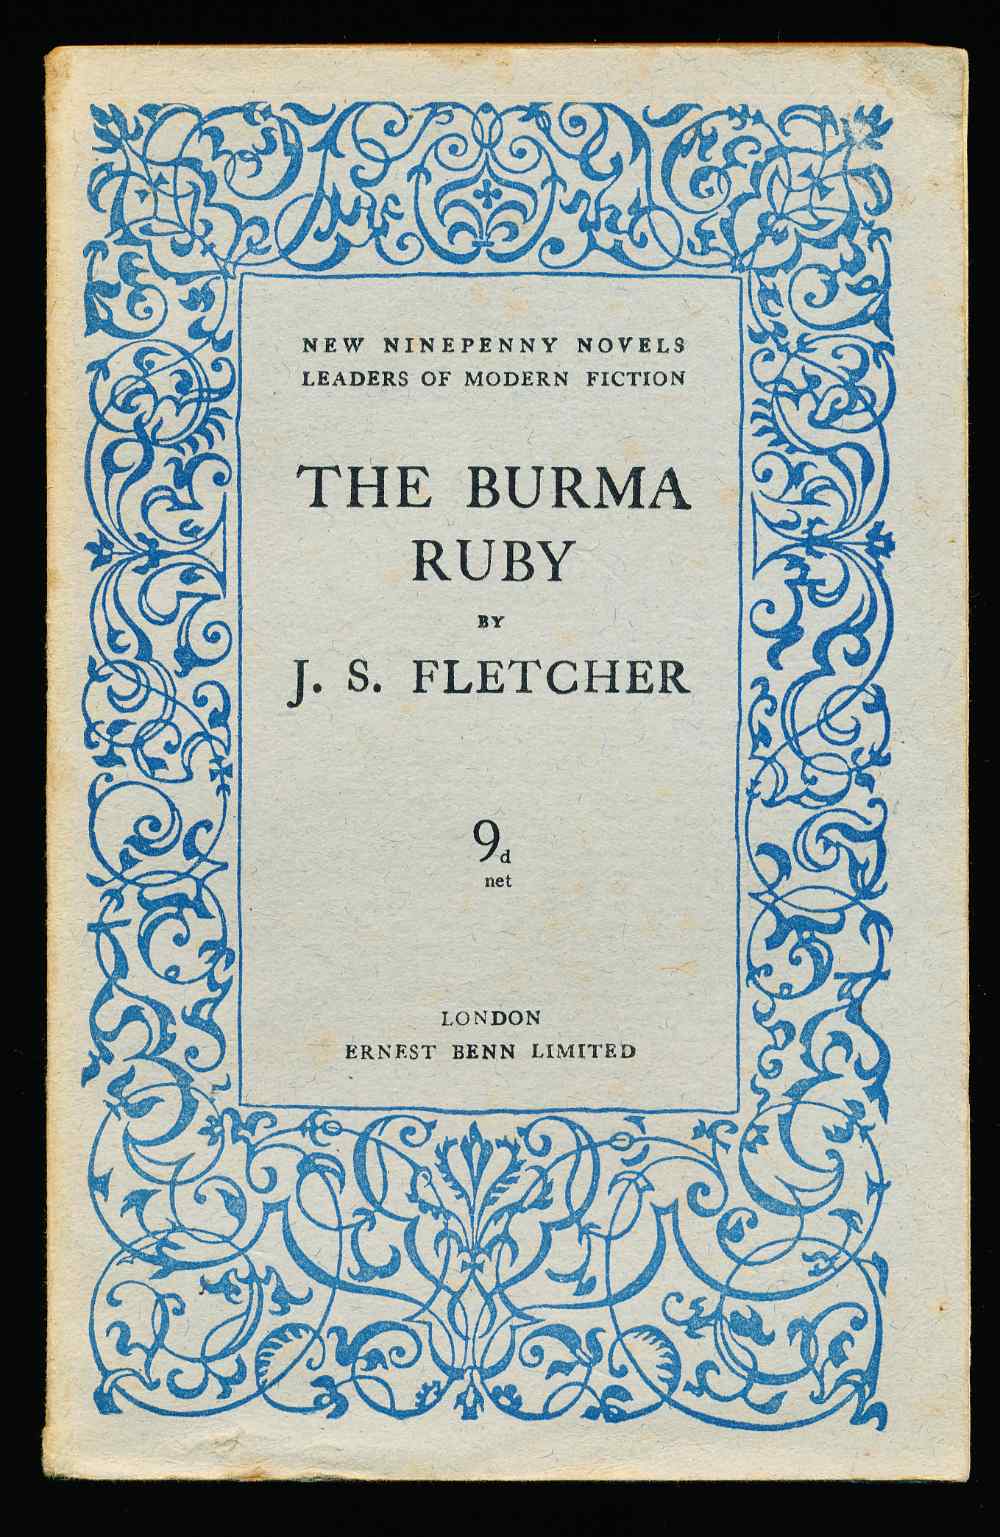 NEW NINEPENNY NOVELS
LEADERS OF MODERN FICTION
THE BURMA
RUBY
BY
J. S. FLETCHER
9d
net
LONDON
ERNEST BENN LIMITED